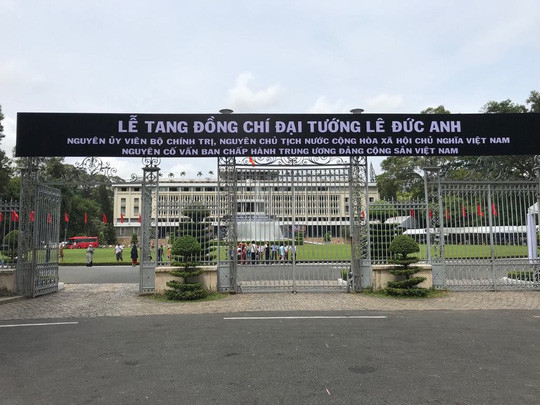 LỄ TANG ĐỒNG CHÍ ĐẠI TƯỚNG LÊ ĐỨC ANH
NGUYÊN ỦY VIÊN BỘ CHÍNH TRỊ, NGUYÊN CHỦ TỊCH NƯỚC CỘNG HÒA XÃ HỘI CHỦ NGHĨA VIỆT NAM
NGUYÊN CỐ VẤN BAN CHẤP HÀNH TRUNG ƯƠNG ĐẢNG CỘNG SẢN VIỆT NAM